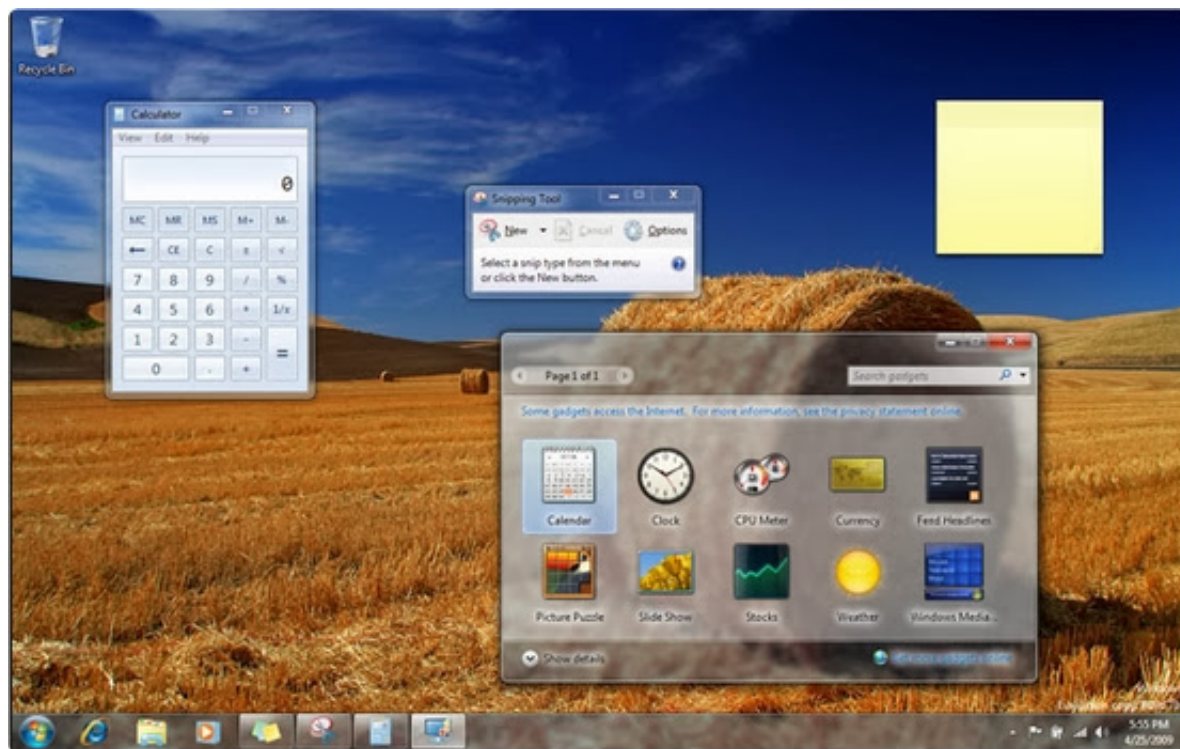 Recycle Bin
Calculator
View Edit Help
0
MC MR MS M+ M-
← CE C ± √
7 8 9 / %
4 5 6 * 1/x
1 2 3 - =
0 . +
Snipping Tool
New Cancel Options
Select a snip type from the menu
or click the New button.
Page 1 of 1
Search gadgets
Some gadgets access the Internet. For more information, see the privacy statement online.
Calendar Clock CPU Meter Currency Feed Headlines
Picture Puzzle Slide Show Stocks Weather Windows Media...
Show details
Get more gadgets online
5:55 PM
4/25/2009